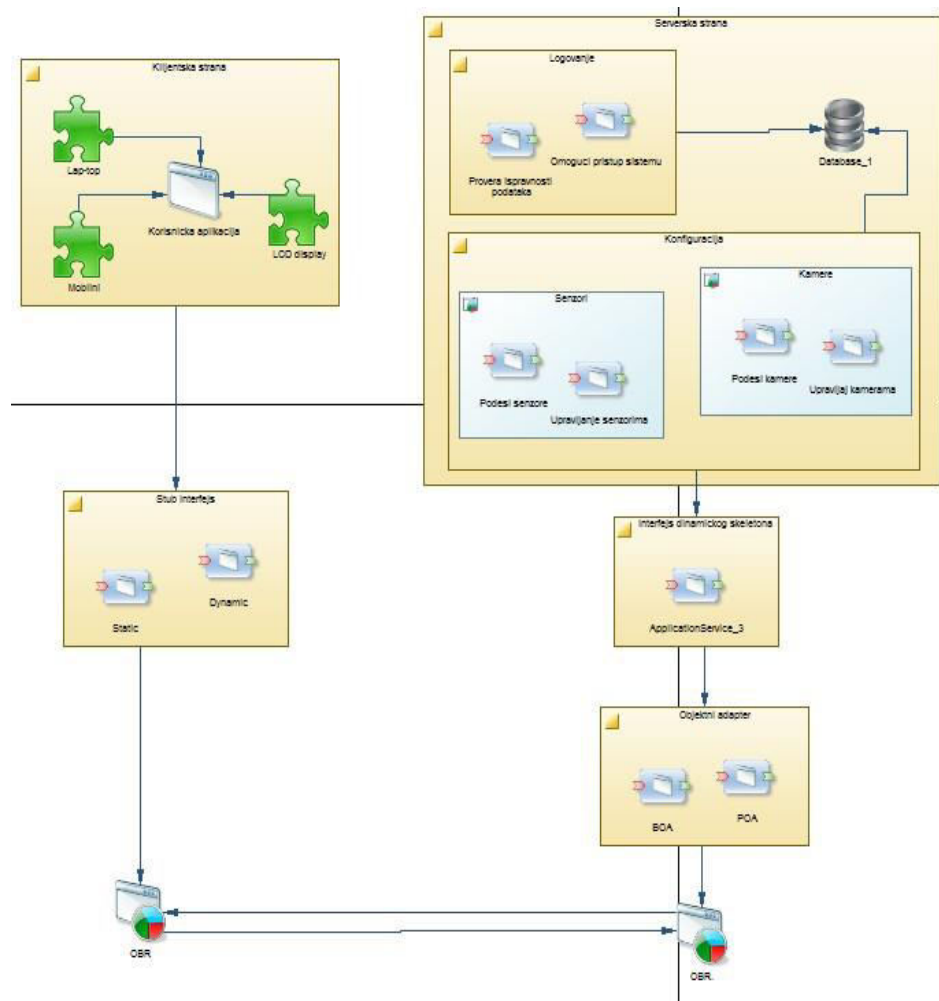 Klijentska strana
Lap-top
Korisnicka aplikacija
LCD display
Mobilni
Serverska strana
Logovanje
Provera ispravnosti
podataka
Omoguci pristup sistemu
Database_1
Konfiguracija
Senzori
Podesi senzore
Upravljanje senzorima
Kamere
Podesi kamere
Upravljaj kamerama
Stub interfejs
Static
Dynamic
Interfejs dinamickog skeletona
ApplicationService_3
Objektni adapter
BOA
POA
OBR
OBR.